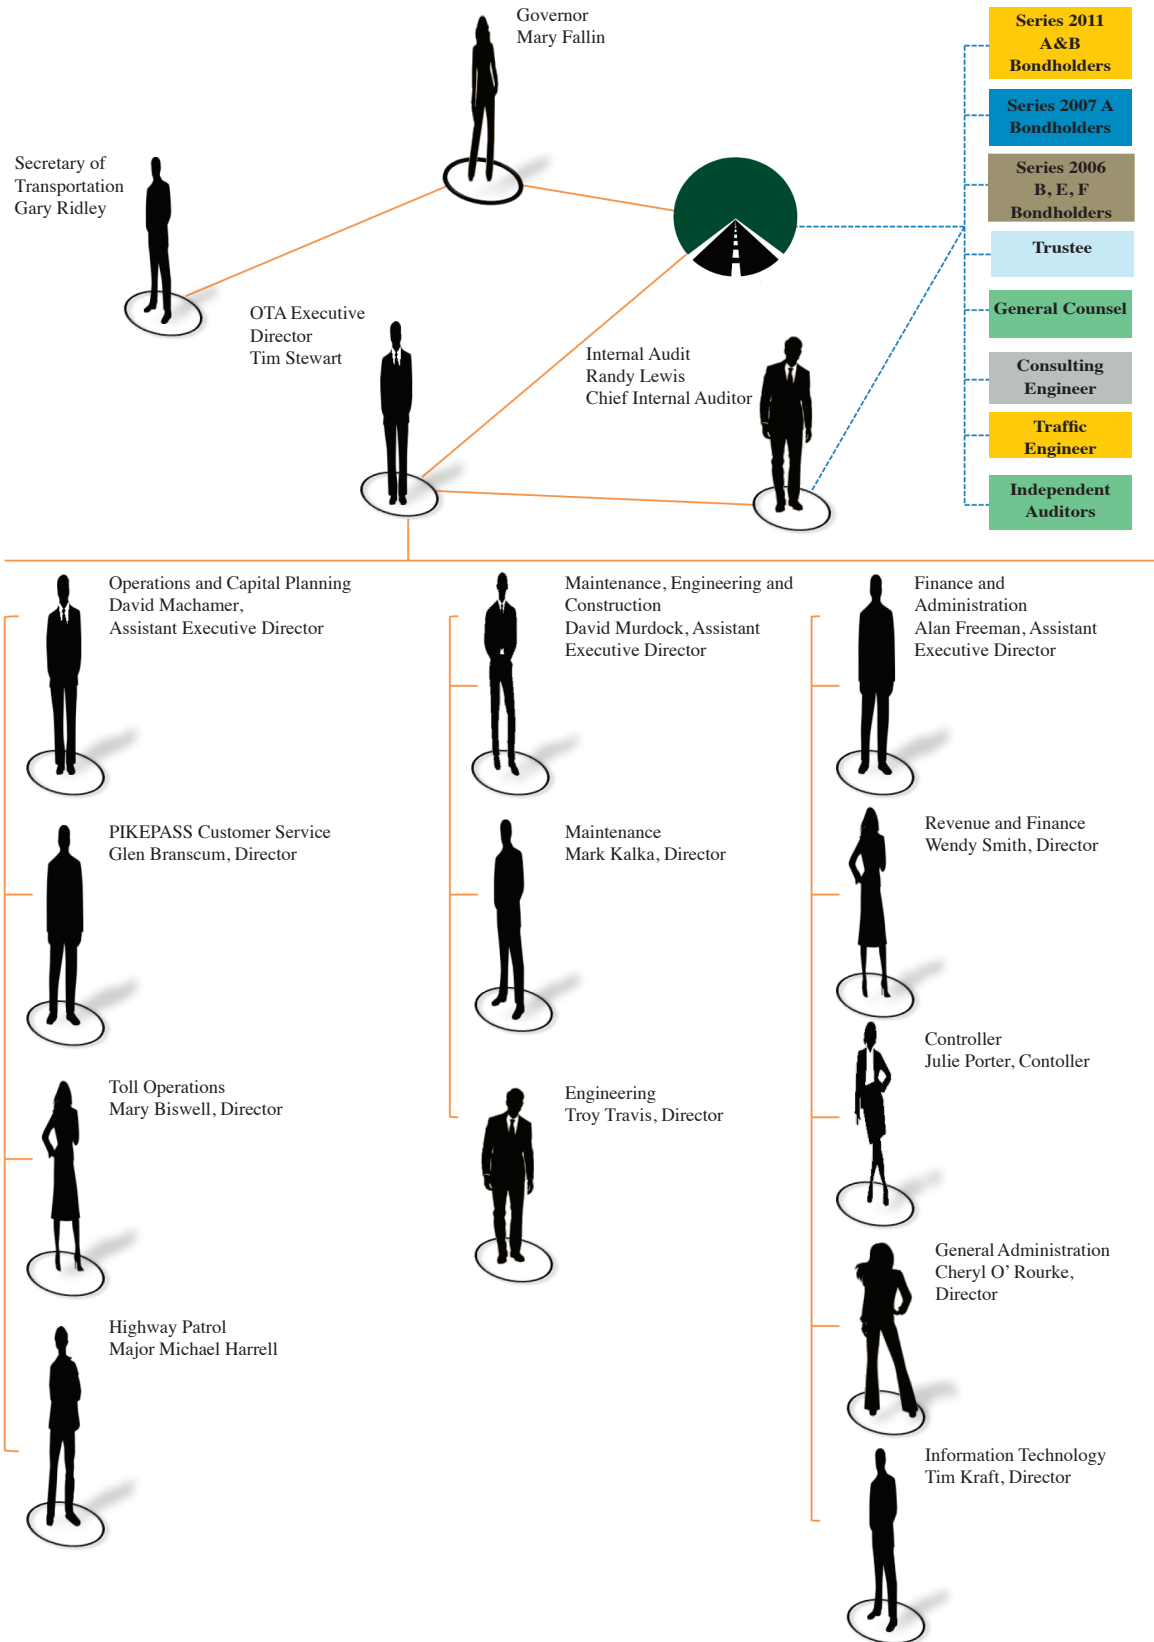 Governor
Mary Fallin
Series 2011
A&B
Bondholders
Series 2007 A
Bondholders
Series 2006
B, E, F
Bondholders
Trustee
General Counsel
Consulting
Engineer
Traffic
Engineer
Independent
Auditors
Secretary of
Transportation
Gary Ridley
OTA Executive
Director
Tim Stewart
Internal Audit
Randy Lewis
Chief Internal Auditor
Operations and Capital Planning
David Machamer,
Assistant Executive Director
PIKEPASS Customer Service
Glen Branscum, Director
Toll Operations
Mary Biswell, Director
Highway Patrol
Major Michael Harrell
Maintenance, Engineering and
Construction
David Murdock, Assistant
Executive Director
Maintenance
Mark Kalka, Director
Engineering
Troy Travis, Director
Finance and
Administration
Alan Freeman, Assistant
Executive Director
Revenue and Finance
Wendy Smith, Director
Controller
Julie Porter, Contoller
General Administration
Cheryl O' Rourke,
Director
Information Technology
Tim Kraft, Director